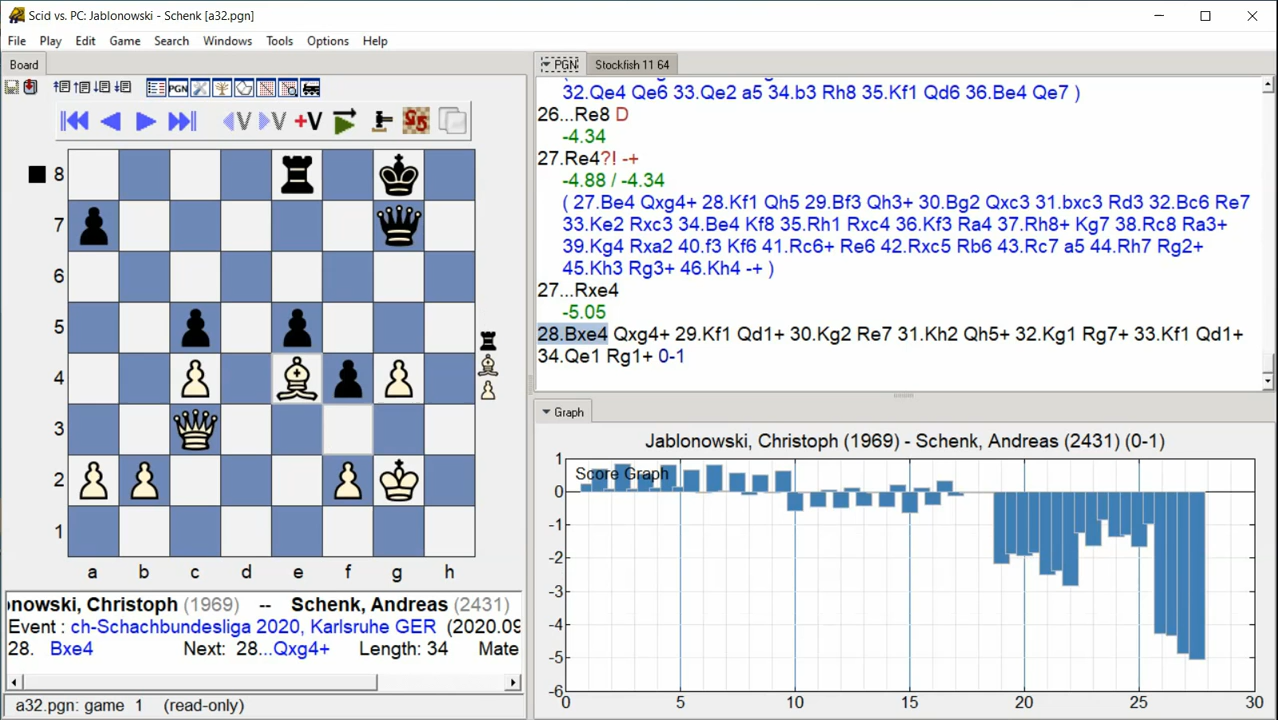 Scid vs. PC: Jablonowski - Schenk [a32.pgn]
File Play Edit Game Search Windows Tools Options Help
Board
PGN
V V +V
8
7
6
5
4
3
2
1
a b c d e f g h
onowski, Christoph (1969) -- Schenk, Andreas (2431)
Event : ch-Schachbundesliga 2020, Karlsruhe GER (2020.09
28. Bxe4 Next: 28...Qxg4+ Length: 34 Mate
a32.pgn: game 1 (read-only)
PGN Stockfish 11 64
32.Qe4 Qe6 33.Qe2 a5 34.b3 Rh8 35.Kf1 Qd6 36.Be4 Qe7 )
26...Re8 D
-4.34
27.Re4?! -+
-4.88 / -4.34
( 27.Be4 Qxg4+ 28.Kf1 Qh5 29.Bf3 Qh3+ 30.Bg2 Qxc3 31.bxc3 Rd3 32.Bc6 Re7
33.Ke2 Rxc3 34.Be4 Kf8 35.Rh1 Rxc4 36.Kf3 Ra4 37.Rh8+ Kg7 38.Rc8 Ra3+
39.Kg4 Rxa2 40.f3 Kf6 41.Rc6+ Re6 42.Rxc5 Rb6 43.Rc7 a5 44.Rh7 Rg2+
45.Kh3 Rg3+ 46.Kh4 -+ )
27...Rxe4
-5.05
28.Bxe4 Qxg4+ 29.Kf1 Qd1+ 30.Kg2 Re7 31.Kh2 Qh5+ 32.Kg1 Rg7+ 33.Kf1 Qd1+
34.Qe1 Rg1+ 0-1
Graph
Jablonowski, Christoph (1969) - Schenk, Andreas (2431) (0-1)
Score Graph
1
0
-1
-2
-3
-4
-5
-6
0 5 10 15 20 25 30